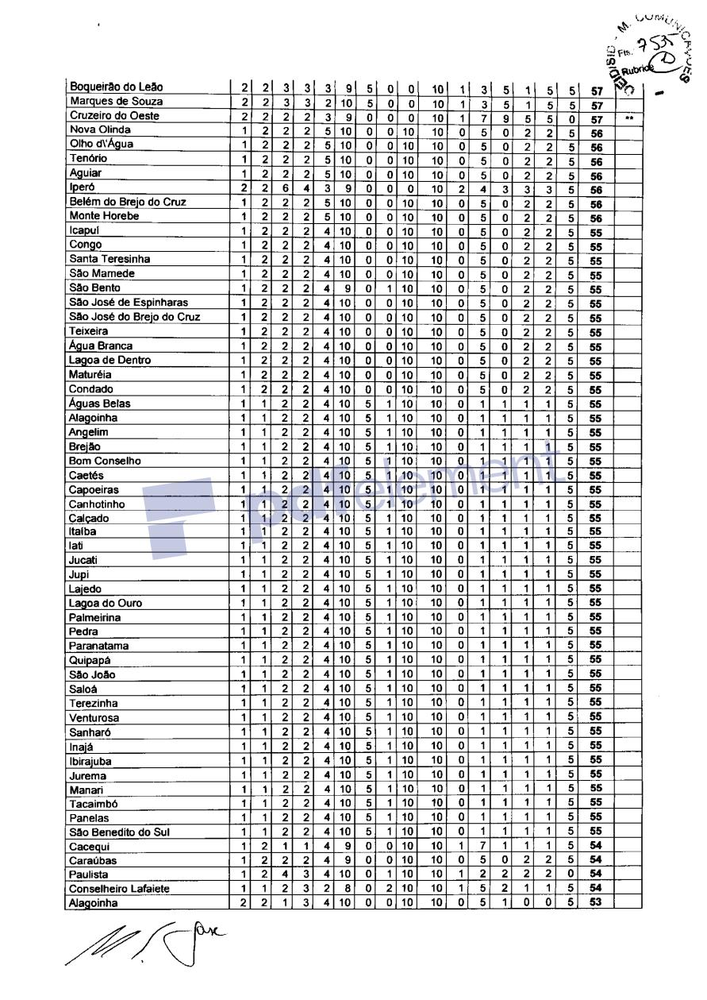 M. COMUNICAÇÕES
Fls. 7535
Rubrica
Boqueirão do Leão 2 2 3 3 3 9 5 0 0 10 1 3 5 1 5 5 57
Marques de Souza 2 2 3 3 2 10 5 0 0 10 1 3 5 1 5 5 57
Cruzeiro do Oeste 2 2 2 2 3 9 0 0 0 10 1 7 9 5 5 0 57 **
Nova Olinda 1 2 2 2 5 10 0 0 10 10 0 5 0 2 2 5 56
Olho d\'Água 1 2 2 2 5 10 0 0 10 10 0 5 0 2 2 5 56
Tenório 1 2 2 2 5 10 0 0 10 10 0 5 0 2 2 5 56
Aguiar 1 2 2 2 5 10 0 0 10 10 0 5 0 2 2 5 56
Iperó 2 2 6 4 3 9 0 0 0 10 2 4 3 3 3 5 56
Belém do Brejo do Cruz 1 2 2 2 5 10 0 0 10 10 0 5 0 2 2 5 56
Monte Horebe 1 2 2 2 5 10 0 0 10 10 0 5 0 2 2 5 56
Icapuí 1 2 2 2 4 10 0 0 10 10 0 5 0 2 2 5 55
Congo 1 2 2 2 4 10 0 0 10 10 0 5 0 2 2 5 55
Santa Teresinha 1 2 2 2 4 10 0 0 10 10 0 5 0 2 2 5 55
São Mamede 1 2 2 2 4 10 0 0 10 10 0 5 0 2 2 5 55
São Bento 1 2 2 2 4 9 0 1 10 10 0 5 0 2 2 5 55
São José de Espinharas 1 2 2 2 4 10 0 0 10 10 0 5 0 2 2 5 55
São José do Brejo do Cruz 1 2 2 2 4 10 0 0 10 10 0 5 0 2 2 5 55
Teixeira 1 2 2 2 4 10 0 0 10 10 0 5 0 2 2 5 55
Água Branca 1 2 2 2 4 10 0 0 10 10 0 5 0 2 2 5 55
Lagoa de Dentro 1 2 2 2 4 10 0 0 10 10 0 5 0 2 2 5 55
Maturéia 1 2 2 2 4 10 0 0 10 10 0 5 0 2 2 5 55
Condado 1 2 2 2 4 10 0 0 10 10 0 5 0 2 2 5 55
Águas Belas 1 1 2 2 4 10 5 1 10 10 0 1 1 1 1 5 55
Alagoinha 1 1 2 2 4 10 5 1 10 10 0 1 1 1 1 5 55
Angelim 1 1 2 2 4 10 5 1 10 10 0 1 1 1 1 5 55
Brejão 1 1 2 2 4 10 5 1 10 10 0 1 1 1 1 5 55
Bom Conselho 1 1 2 2 4 10 5 1 10 10 0 1 1 1 1 5 55
Caetés 1 1 2 2 4 10 5 1 10 10 0 1 1 1 1 5 55
Capoeiras 1 1 2 2 4 10 5 1 10 10 0 1 1 1 1 5 55
pdfelement
Canhotinho 1 1 2 2 4 10 5 1 10 10 0 1 1 1 1 5 55
Calçado 1 1 2 2 4 10 5 1 10 10 0 1 1 1 1 5 55
Itaíba 1 1 2 2 4 10 5 1 10 10 0 1 1 1 1 5 55
Iati 1 1 2 2 4 10 5 1 10 10 0 1 1 1 1 5 55
Jucati 1 1 2 2 4 10 5 1 10 10 0 1 1 1 1 5 55
Jupi 1 1 2 2 4 10 5 1 10 10 0 1 1 1 1 5 55
Lajedo 1 1 2 2 4 10 5 1 10 10 0 1 1 1 1 5 55
Lagoa do Ouro 1 1 2 2 4 10 5 1 10 10 0 1 1 1 1 5 55
Palmeirina 1 1 2 2 4 10 5 1 10 10 0 1 1 1 1 5 55
Pedra 1 1 2 2 4 10 5 1 10 10 0 1 1 1 1 5 55
Paranatama 1 1 2 2 4 10 5 1 10 10 0 1 1 1 1 5 55
Quipapá 1 1 2 2 4 10 5 1 10 10 0 1 1 1 1 5 55
São João 1 1 2 2 4 10 5 1 10 10 0 1 1 1 1 5 55
Saloá 1 1 2 2 4 10 5 1 10 10 0 1 1 1 1 5 55
Terezinha 1 1 2 2 4 10 5 1 10 10 0 1 1 1 1 5 55
Venturosa 1 1 2 2 4 10 5 1 10 10 0 1 1 1 1 5 55
Sanharó 1 1 2 2 4 10 5 1 10 10 0 1 1 1 1 5 55
Inajá 1 1 2 2 4 10 5 1 10 10 0 1 1 1 1 5 55
Ibirajuba 1 1 2 2 4 10 5 1 10 10 0 1 1 1 1 5 55
Jurema 1 1 2 2 4 10 5 1 10 10 0 1 1 1 1 5 55
Manari 1 1 2 2 4 10 5 1 10 10 0 1 1 1 1 5 55
Tacaimbó 1 1 2 2 4 10 5 1 10 10 0 1 1 1 1 5 55
Panelas 1 1 2 2 4 10 5 1 10 10 0 1 1 1 1 5 55
São Benedito do Sul 1 1 2 2 4 10 5 1 10 10 0 1 1 1 1 5 55
Cacequi 1 2 1 1 4 9 0 0 10 10 1 7 1 1 1 5 54
Caraúbas 1 2 2 2 4 9 0 0 10 10 0 5 0 2 2 5 54
Paulista 1 2 4 3 4 10 0 1 10 10 1 2 2 2 2 0 54
Conselheiro Lafaiete 1 1 2 3 2 8 0 2 10 10 1 5 2 1 1 5 54
Alagoinha 2 2 1 3 4 10 0 0 10 10 0 5 1 0 0 5 53